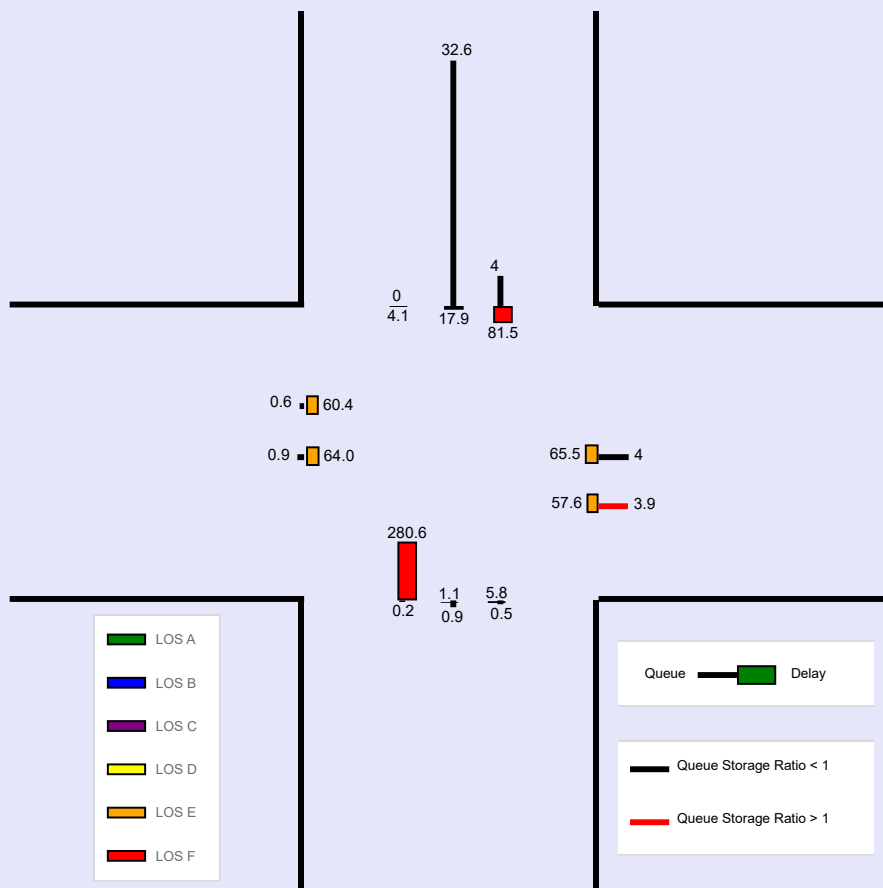 32.6
4
0
4.1
17.9
81.5
0.6
60.4
0.9
64.0
65.5
4
57.6
3.9
280.6
0.2
1.1
0.9
5.8
0.5
LOS A
LOS B
LOS C
LOS D
LOS E
LOS F
Queue
Delay
Queue Storage Ratio < 1
Queue Storage Ratio > 1